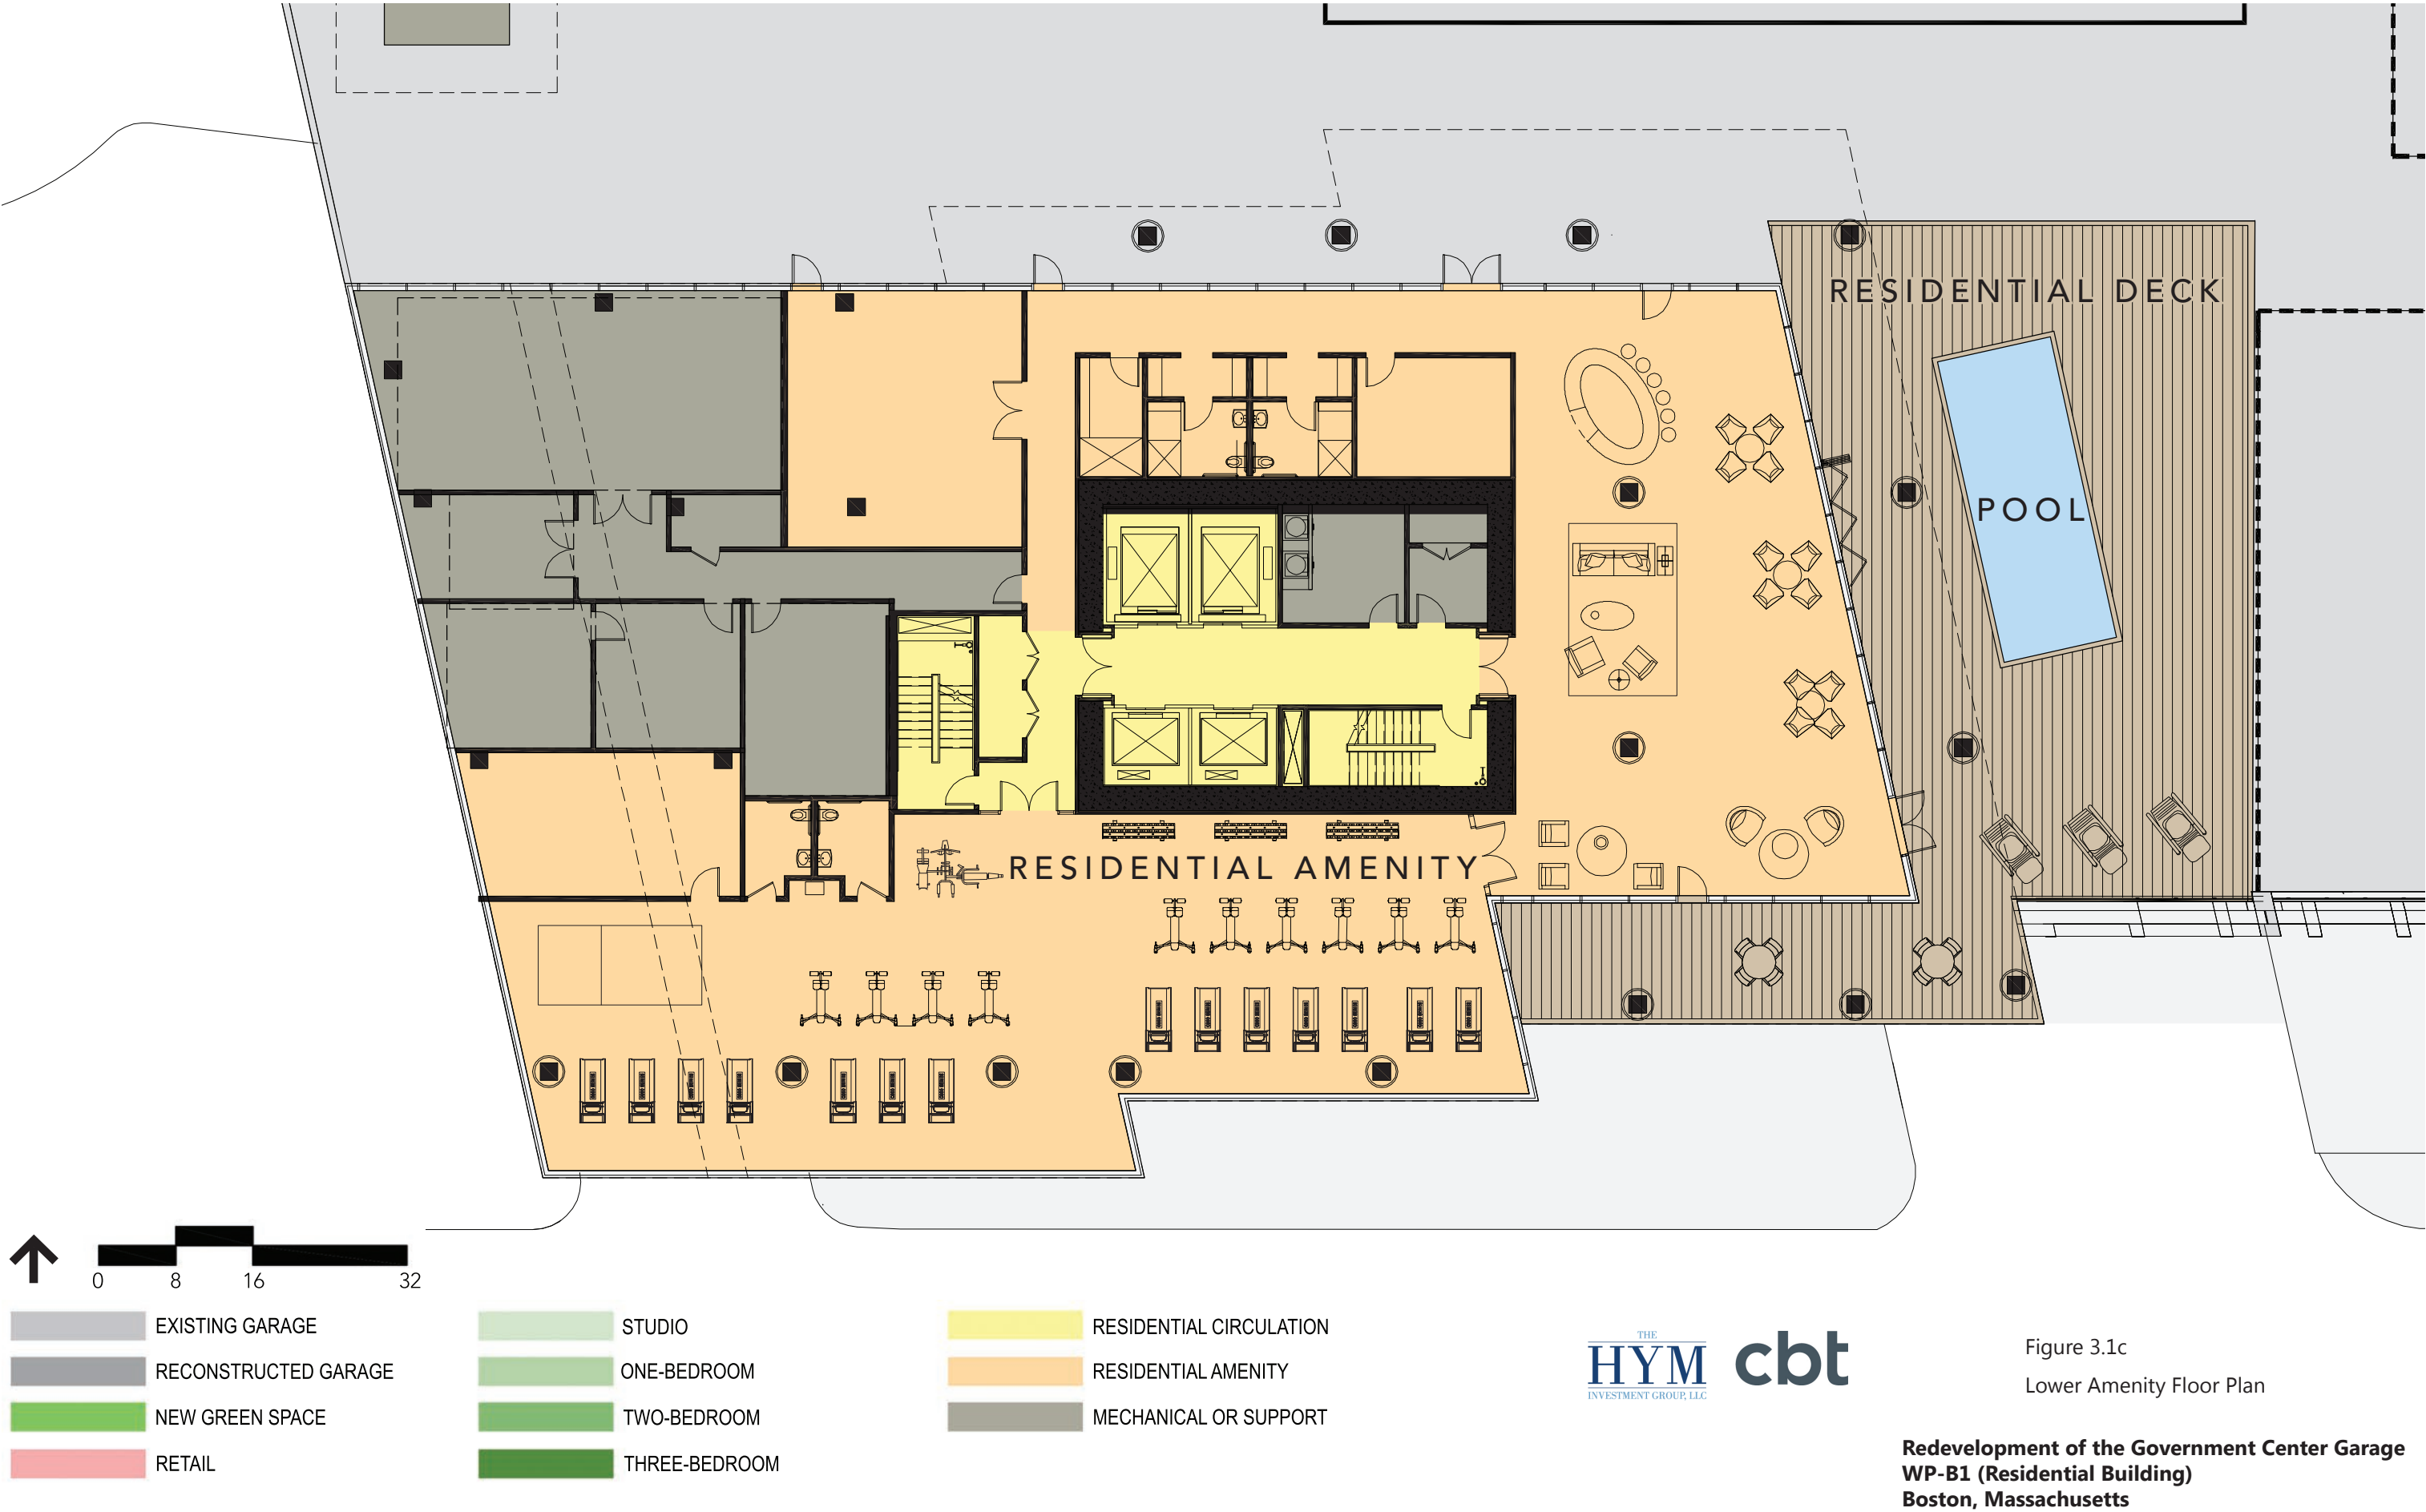 RESIDENTIAL DECK
POOL
RESIDENTIAL AMENITY
0 8 16 32
EXISTING GARAGE
RECONSTRUCTED GARAGE
NEW GREEN SPACE
RETAIL
STUDIO
ONE-BEDROOM
TWO-BEDROOM
THREE-BEDROOM
RESIDENTIAL CIRCULATION
RESIDENTIAL AMENITY
MECHANICAL OR SUPPORT
THE
HYM
INVESTMENT GROUP, LLC
cbt
Figure 3.1c
Lower Amenity Floor Plan
Redevelopment of the Government Center Garage
WP-B1 (Residential Building)
Boston, Massachusetts